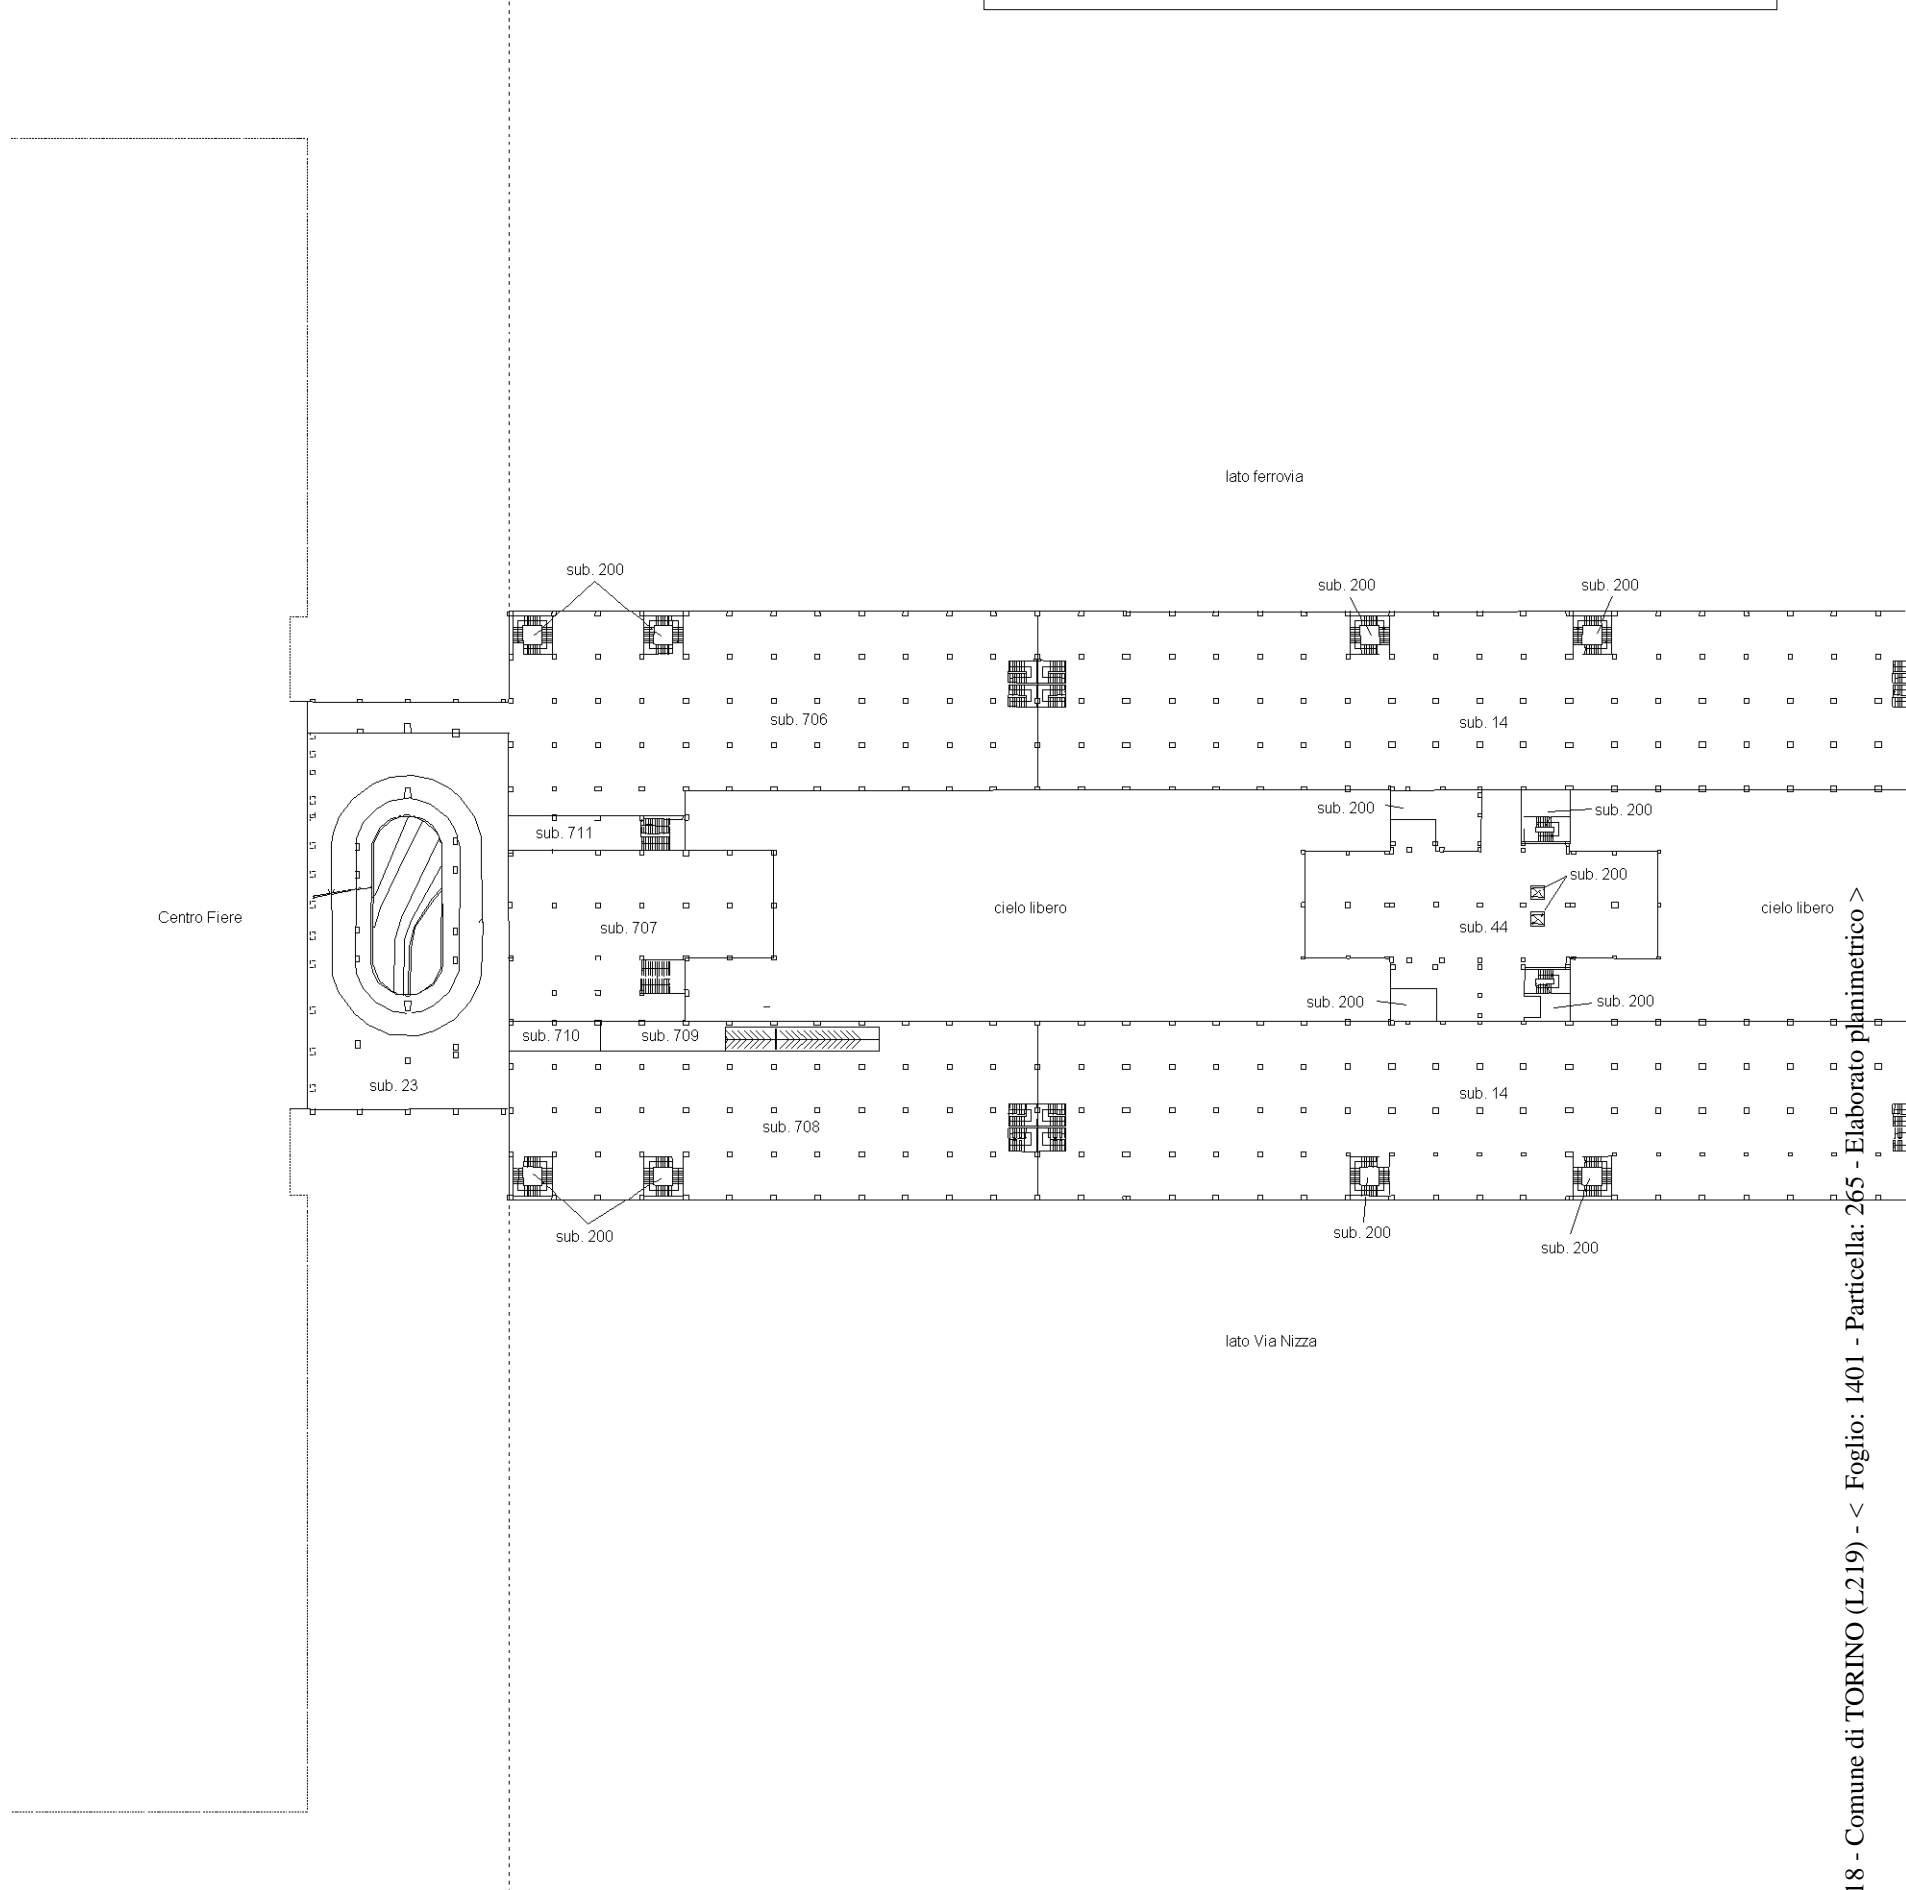 lato ferrovia
sub. 200
sub. 200
sub. 200
sub. 706
sub. 14
sub. 200
sub. 200
sub. 711
sub. 200
Centro Fiere
cielo libero
cielo libero
sub. 707
sub. 44
sub. 200
sub. 200
sub. 710
sub. 709
sub. 23
sub. 14
sub. 708
sub. 200
sub. 200
sub. 200
lato Via Nizza
18 - Comune di TORINO (L219) - < Foglio: 1401 - Particella: 265 - Elaborato planimetrico >